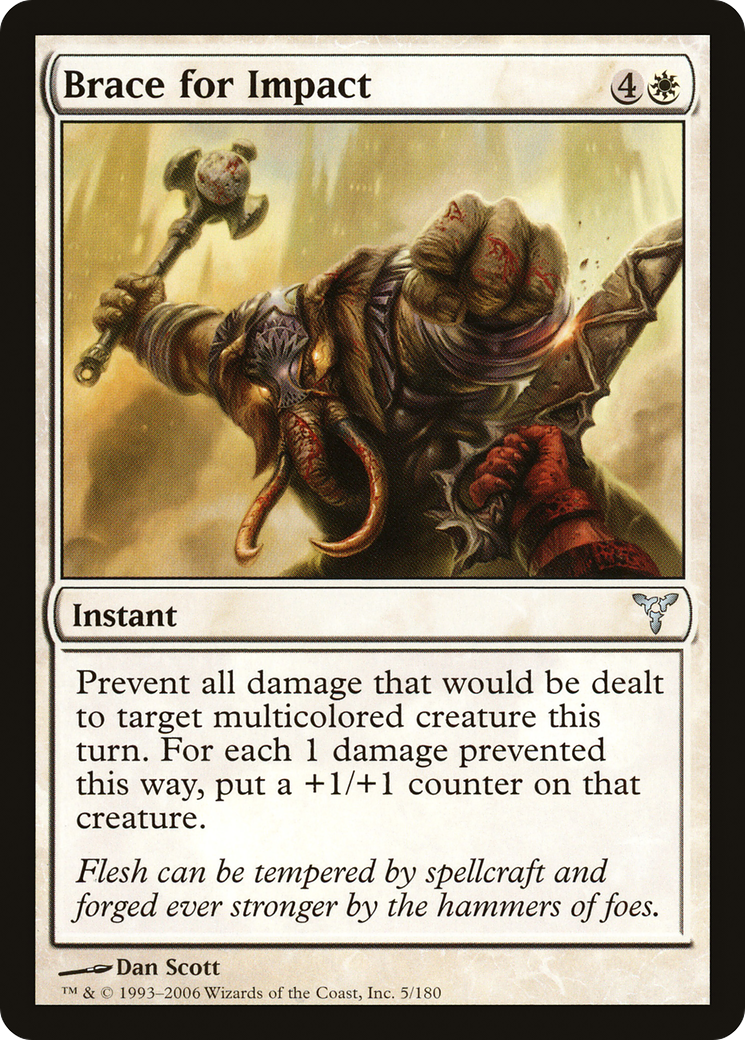 Brace for Impact
4
Instant
Prevent all damage that would be dealt
to target multicolored creature this
turn. For each 1 damage prevented
this way, put a +1/+1 counter on that
creature.
Flesh can be tempered by spellcraft and
forged ever stronger by the hammers of foes.
Dan Scott
™ & © 1993–2006 Wizards of the Coast, Inc. 5/180